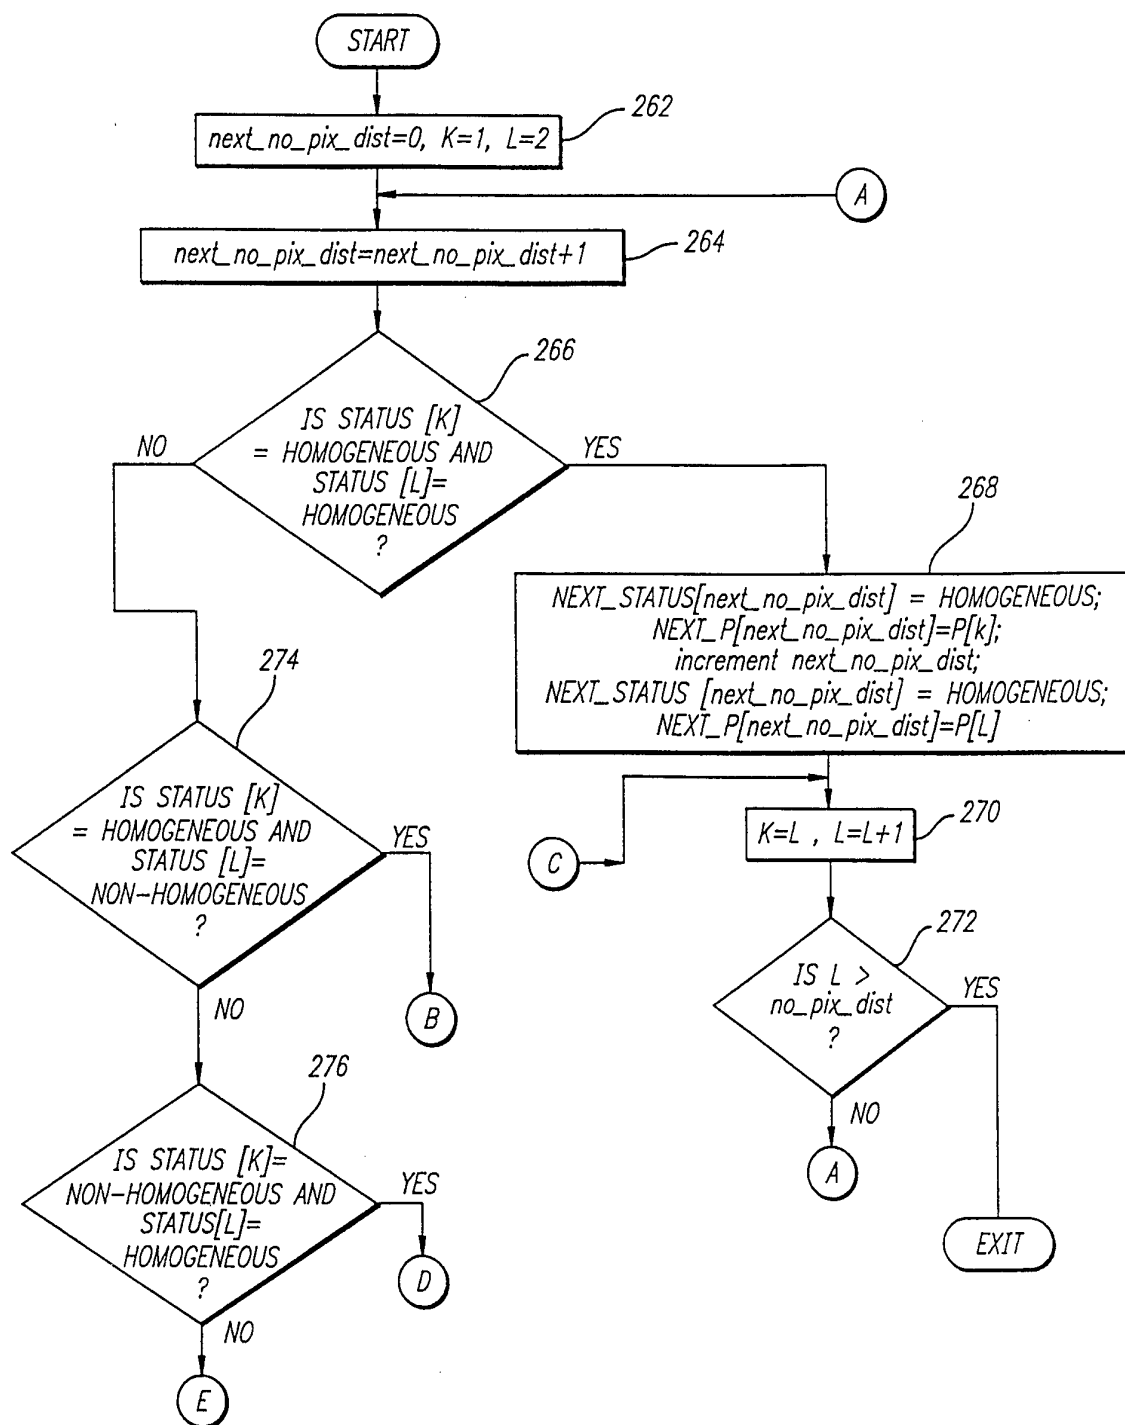 START
262
next_no_pix_dist=0, K=1, L=2
A
264
next_no_pix_dist=next_no_pix_dist+1
266
IS STATUS [K]
= HOMOGENEOUS AND
STATUS [L]=
HOMOGENEOUS
?
NO
YES
268
NEXT_STATUS[next_no_pix_dist] = HOMOGENEOUS;
NEXT_P[next_no_pix_dist]=P[k];
increment next_no_pix_dist;
NEXT_STATUS [next_no_pix_dist] = HOMOGENEOUS;
NEXT_P[next_no_pix_dist]=P[L]
274
IS STATUS [K]
= HOMOGENEOUS AND
STATUS [L]=
NON-HOMOGENEOUS
?
YES
NO
B
C
270
K=L , L=L+1
272
IS L >
no_pix_dist
?
YES
NO
A
EXIT
276
IS STATUS [K]=
NON-HOMOGENEOUS AND
STATUS[L]=
HOMOGENEOUS
?
YES
D
NO
E